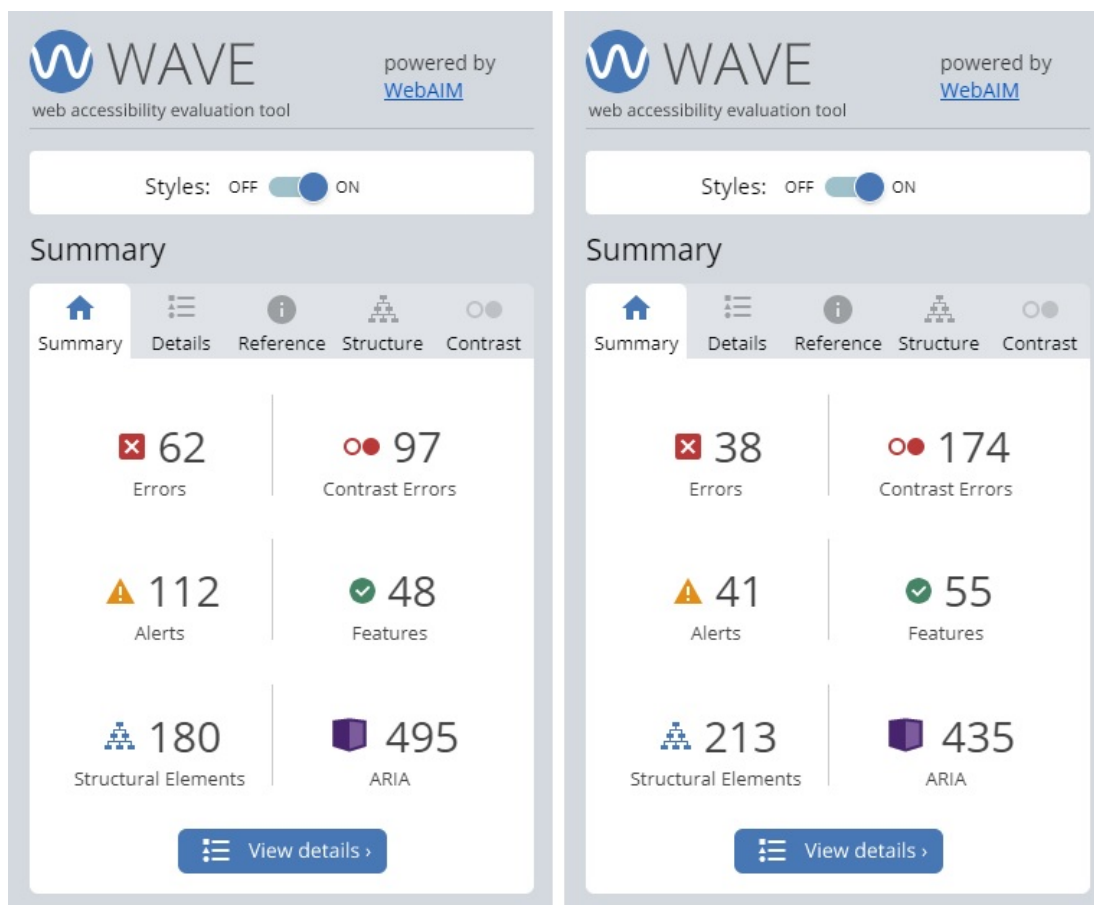 WAVE
powered by
WebAIM
web accessibility evaluation tool
Styles: OFF ON
Summary
Summary Details Reference Structure Contrast
62 97
Errors Contrast Errors
112 48
Alerts Features
180 495
Structural Elements ARIA
View details ›
WAVE
powered by
WebAIM
web accessibility evaluation tool
Styles: OFF ON
Summary
Summary Details Reference Structure Contrast
38 174
Errors Contrast Errors
41 55
Alerts Features
213 435
Structural Elements ARIA
View details ›